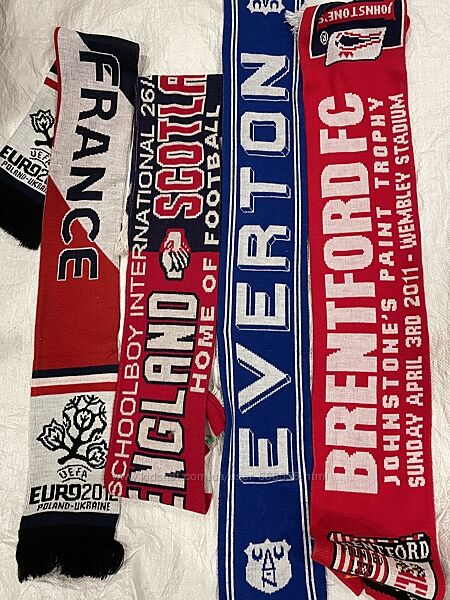 FRANCE
UEFA
EURO2012
POLAND-UKRAINE
UEFA
EURO2012
POLAND-UKRAINE
SCHOOLBOY INTERNATIONAL 26
ENGLAND SCOTLA
HOME OF FOOTBALL
EVERTON
JOHNSTONE'S
BRENTFORD FC
JOHNSTONE'S PAINT TROPHY
SUNDAY APRIL 3RD 2011 - WEMBLEY STADIUM